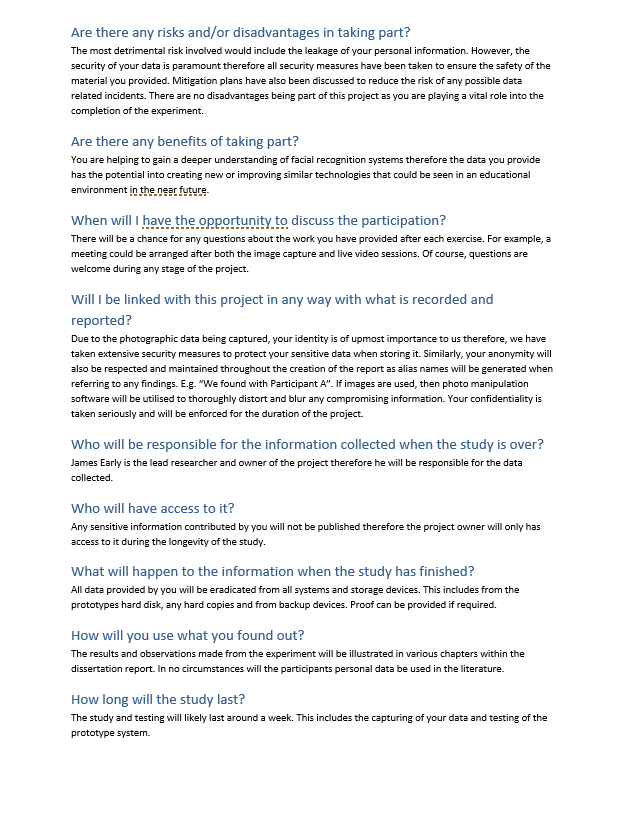 Are there any risks and/or disadvantages in taking part?
The most detrimental risk involved would include the leakage of your personal information. However, the
security of your data is paramount therefore all security measures have been taken to ensure the safety of the
material you provided. Mitigation plans have also been discussed to reduce the risk of any possible data
related incidents. There are no disadvantages being part of this project as you are playing a vital role into the
completion of the experiment.
Are there any benefits of taking part?
You are helping to gain a deeper understanding of facial recognition systems therefore the data you provide
has the potential into creating new or improving similar technologies that could be seen in an educational
environment in the near future.
When will I have the opportunity to discuss the participation?
There will be a chance for any questions about the work you have provided after each exercise. For example, a
meeting could be arranged after both the image capture and live video sessions. Of course, questions are
welcome during any stage of the project.
Will I be linked with this project in any way with what is recorded and
reported?
Due to the photographic data being captured, your identity is of upmost importance to us therefore, we have
taken extensive security measures to protect your sensitive data when storing it. Similarly, your anonymity will
also be respected and maintained throughout the creation of the report as alias names will be generated when
referring to any findings. E.g. “We found with Participant A”. If images are used, then photo manipulation
software will be utilised to thoroughly distort and blur any compromising information. Your confidentiality is
taken seriously and will be enforced for the duration of the project.
Who will be responsible for the information collected when the study is over?
James Early is the lead researcher and owner of the project therefore he will be responsible for the data
collected.
Who will have access to it?
Any sensitive information contributed by you will not be published therefore the project owner will only has
access to it during the longevity of the study.
What will happen to the information when the study has finished?
All data provided by you will be eradicated from all systems and storage devices. This includes from the
prototypes hard disk, any hard copies and from backup devices. Proof can be provided if required.
How will you use what you found out?
The results and observations made from the experiment will be illustrated in various chapters within the
dissertation report. In no circumstances will the participants personal data be used in the literature.
How long will the study last?
The study and testing will likely last around a week. This includes the capturing of your data and testing of the
prototype system.